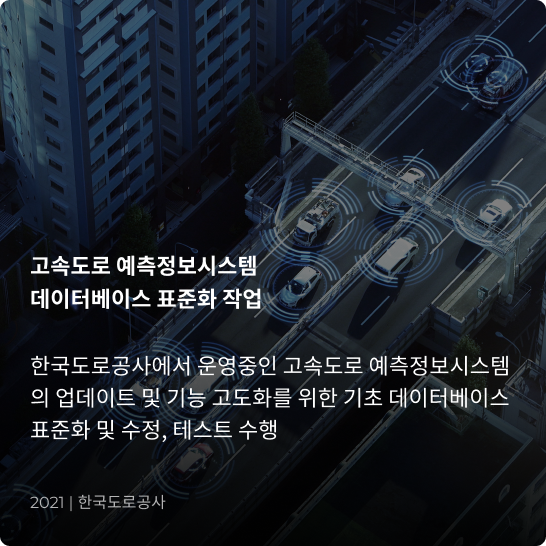 고속도로 예측정보시스템
데이터베이스 표준화 작업
한국도로공사에서 운영중인 고속도로 예측정보시스템
의 업데이트 및 기능 고도화를 위한 기초 데이터베이스
표준화 및 수정, 테스트 수행
2021 | 한국도로공사